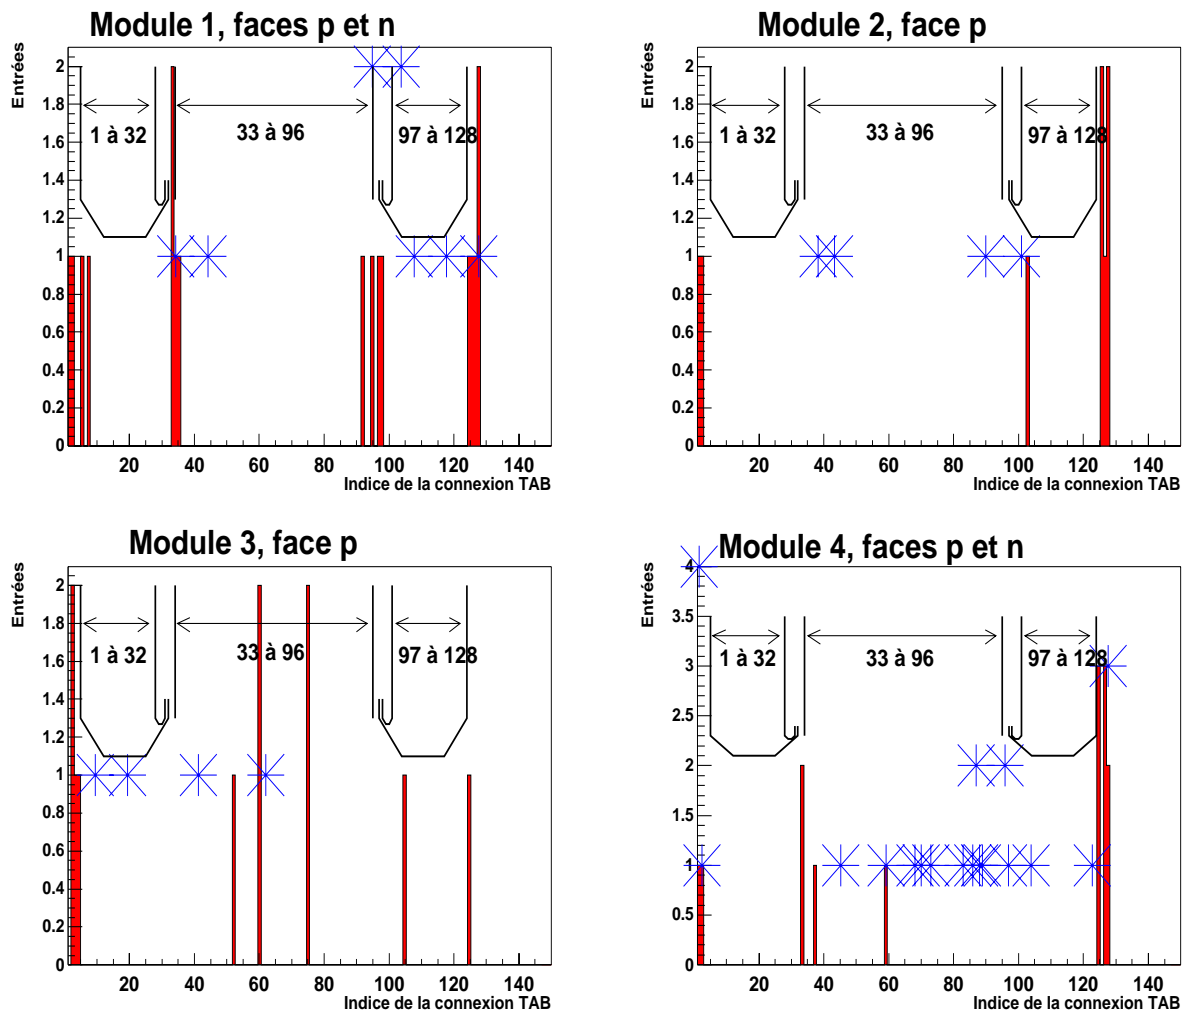 Module 1, faces p et n
Entrées
2
1.8
1.6
1.4
1.2
1
0.8
0.6
0.4
0.2
0
1 à 32
33 à 96
97 à 128
20 40 60 80 100 120 140
Indice de la connexion TAB
Module 2, face p
Entrées
2
1.8
1.6
1.4
1.2
1
0.8
0.6
0.4
0.2
0
1 à 32
33 à 96
97 à 128
20 40 60 80 100 120 140
Indice de la connexion TAB
Module 3, face p
Entrées
2
1.8
1.6
1.4
1.2
1
0.8
0.6
0.4
0.2
0
1 à 32
33 à 96
97 à 128
20 40 60 80 100 120 140
Indice de la connexion TAB
Module 4, faces p et n
Entrées
4
3.5
3
2.5
2
1.5
1
0.5
0
1 à 32
33 à 96
97 à 128
20 40 60 80 100 120 140
Indice de la connexion TAB